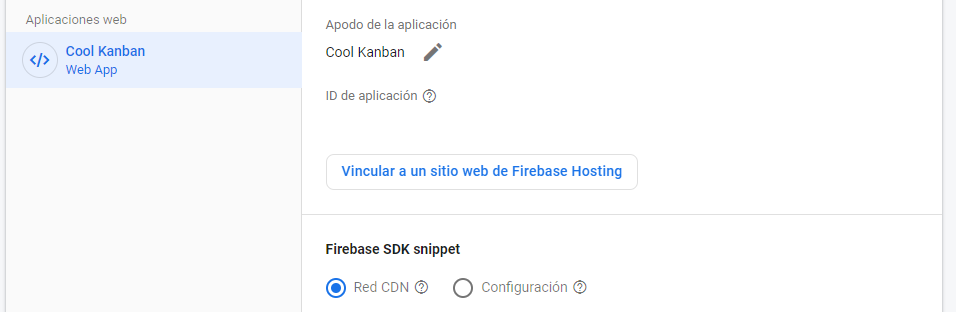 Aplicaciones web
Cool Kanban
Web App
Apodo de la aplicación
Cool Kanban
ID de aplicación
Vincular a un sitio web de Firebase Hosting
Firebase SDK snippet
Red CDN
Configuración